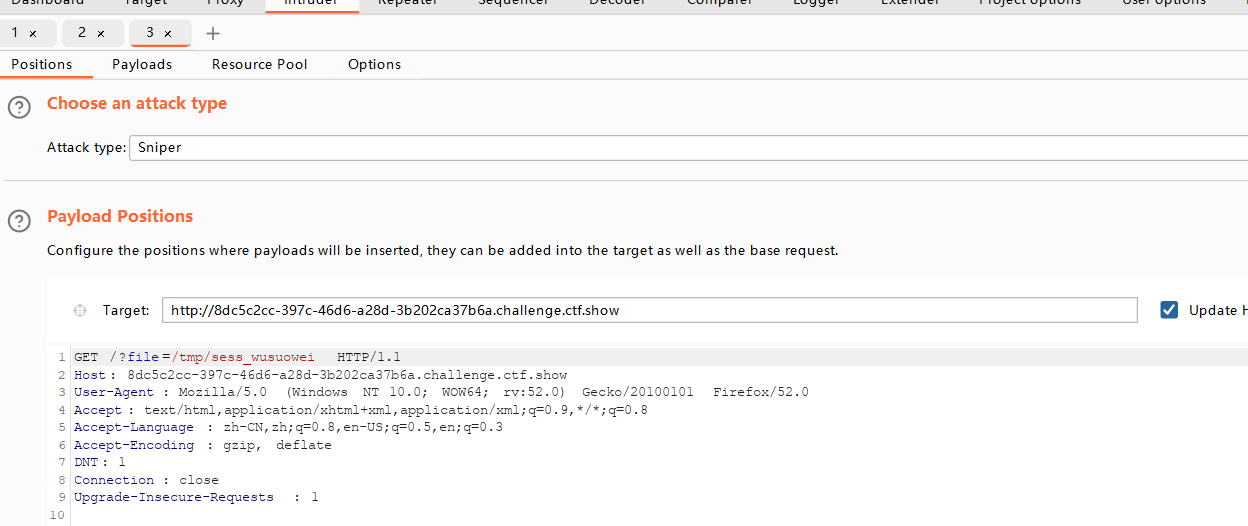 Dashboard Target Proxy Intruder Repeater Sequencer Decoder Comparer Logger Extender Project options User options
1 × 2 × 3 × +
Positions Payloads Resource Pool Options
? Choose an attack type
Attack type: Sniper
? Payload Positions
Configure the positions where payloads will be inserted, they can be added into the target as well as the base request.
Target: http://8dc5c2cc-397c-46d6-a28d-3b202ca37b6a.challenge.ctf.show Update H
1 GET /?file=/tmp/sess_wusuowei HTTP/1.1
2 Host: 8dc5c2cc-397c-46d6-a28d-3b202ca37b6a.challenge.ctf.show
3 User-Agent : Mozilla/5.0 (Windows NT 10.0; WOW64; rv:52.0) Gecko/20100101 Firefox/52.0
4 Accept : text/html,application/xhtml+xml,application/xml;q=0.9,*/*;q=0.8
5 Accept-Language : zh-CN,zh;q=0.8,en-US;q=0.5,en;q=0.3
6 Accept-Encoding : gzip, deflate
7 DNT : 1
8 Connection : close
9 Upgrade-Insecure-Requests : 1
10